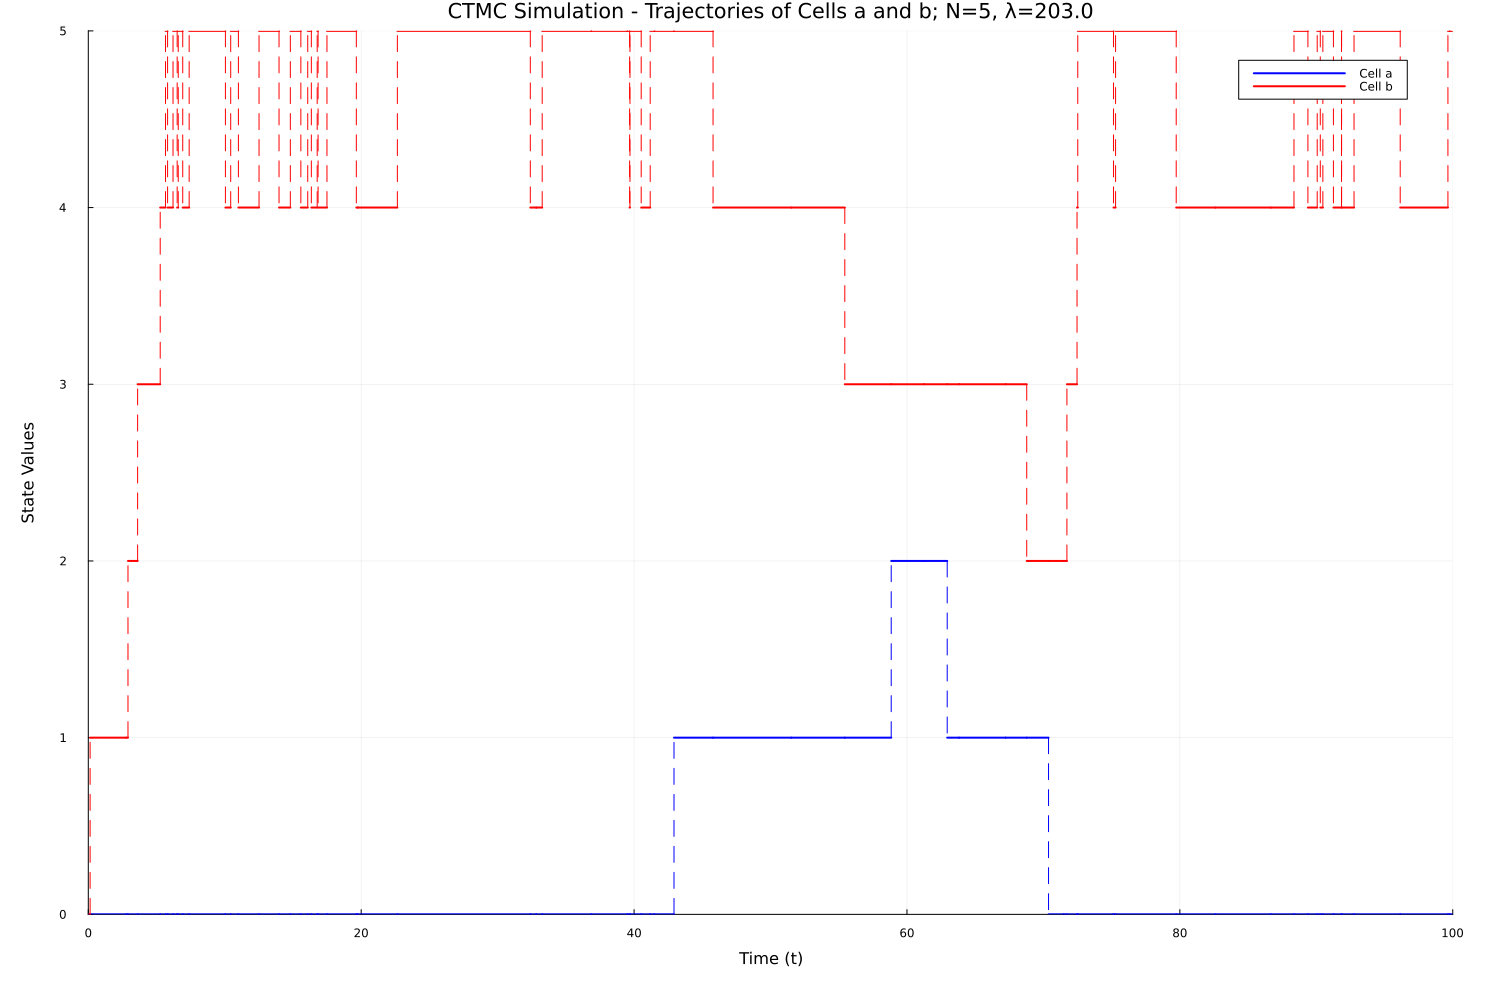 CTMC Simulation - Trajectories of Cells a and b; N=5, λ=203.0
5
Cell a
Cell b
4
3
State Values
2
1
0
0 20 40 60 80 100
Time (t)